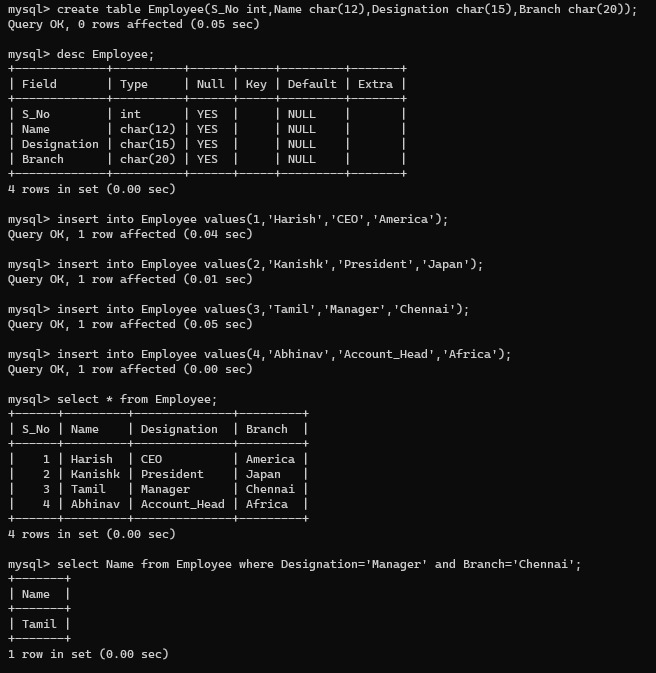 mysql> create table Employee(S_No int,Name char(12),Designation char(15),Branch char(20));
Query OK, 0 rows affected (0.05 sec)

mysql> desc Employee;
+-------------+----------+------+-----+---------+-------+
| Field       | Type     | Null | Key | Default | Extra |
+-------------+----------+------+-----+---------+-------+
| S_No        | int      | YES  |     | NULL    |       |
| Name        | char(12) | YES  |     | NULL    |       |
| Designation | char(15) | YES  |     | NULL    |       |
| Branch      | char(20) | YES  |     | NULL    |       |
+-------------+----------+------+-----+---------+-------+
4 rows in set (0.00 sec)

mysql> insert into Employee values(1,'Harish','CEO','America');
Query OK, 1 row affected (0.04 sec)

mysql> insert into Employee values(2,'Kanishk','President','Japan');
Query OK, 1 row affected (0.01 sec)

mysql> insert into Employee values(3,'Tamil','Manager','Chennai');
Query OK, 1 row affected (0.05 sec)

mysql> insert into Employee values(4,'Abhinav','Account_Head','Africa');
Query OK, 1 row affected (0.00 sec)

mysql> select * from Employee;
+------+---------+--------------+---------+
| S_No | Name    | Designation  | Branch  |
+------+---------+--------------+---------+
|    1 | Harish  | CEO          | America |
|    2 | Kanishk | President    | Japan   |
|    3 | Tamil   | Manager      | Chennai |
|    4 | Abhinav | Account_Head | Africa  |
+------+---------+--------------+---------+
4 rows in set (0.00 sec)

mysql> select Name from Employee where Designation='Manager' and Branch='Chennai';
+-------+
| Name  |
+-------+
| Tamil |
+-------+
1 row in set (0.00 sec)